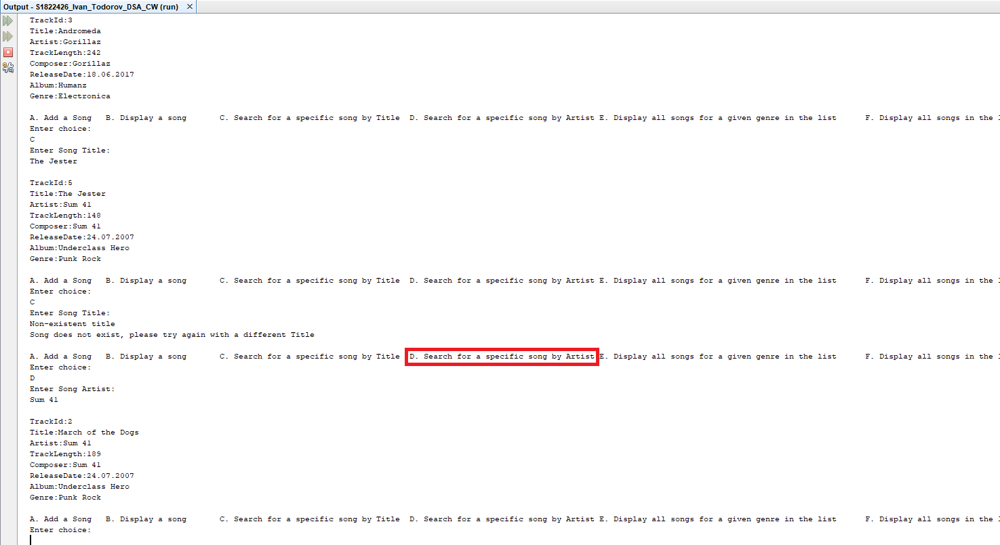 Output - S1822426_Ivan_Todorov_DSA_CW (run)
TrackId:3
Title:Andromeda
Artist:Gorillaz
TrackLength:242
Composer:Gorillaz
ReleaseDate:18.06.2017
Album:Humanz
Genre:Electronica
A. Add a Song B. Display a song C. Search for a specific song by Title D. Search for a specific song by Artist E. Display all songs for a given genre in the list F. Display all songs in the
Enter choice:
C
Enter Song Title:
The Jester
TrackId:5
Title:The Jester
Artist:Sum 41
TrackLength:148
Composer:Sum 41
ReleaseDate:24.07.2007
Album:Underclass Hero
Genre:Punk Rock
A. Add a Song B. Display a song C. Search for a specific song by Title D. Search for a specific song by Artist E. Display all songs for a given genre in the list F. Display all songs in the
Enter choice:
C
Enter Song Title:
Non-existent title
Song does not exist, please try again with a different Title
A. Add a Song B. Display a song C. Search for a specific song by Title D. Search for a specific song by Artist E. Display all songs for a given genre in the list F. Display all songs in the
Enter choice:
D
Enter Song Artist:
Sum 41
TrackId:2
Title:March of the Dogs
Artist:Sum 41
TrackLength:189
Composer:Sum 41
ReleaseDate:24.07.2007
Album:Underclass Hero
Genre:Punk Rock
A. Add a Song B. Display a song C. Search for a specific song by Title D. Search for a specific song by Artist E. Display all songs for a given genre in the list F. Display all songs in the
Enter choice: